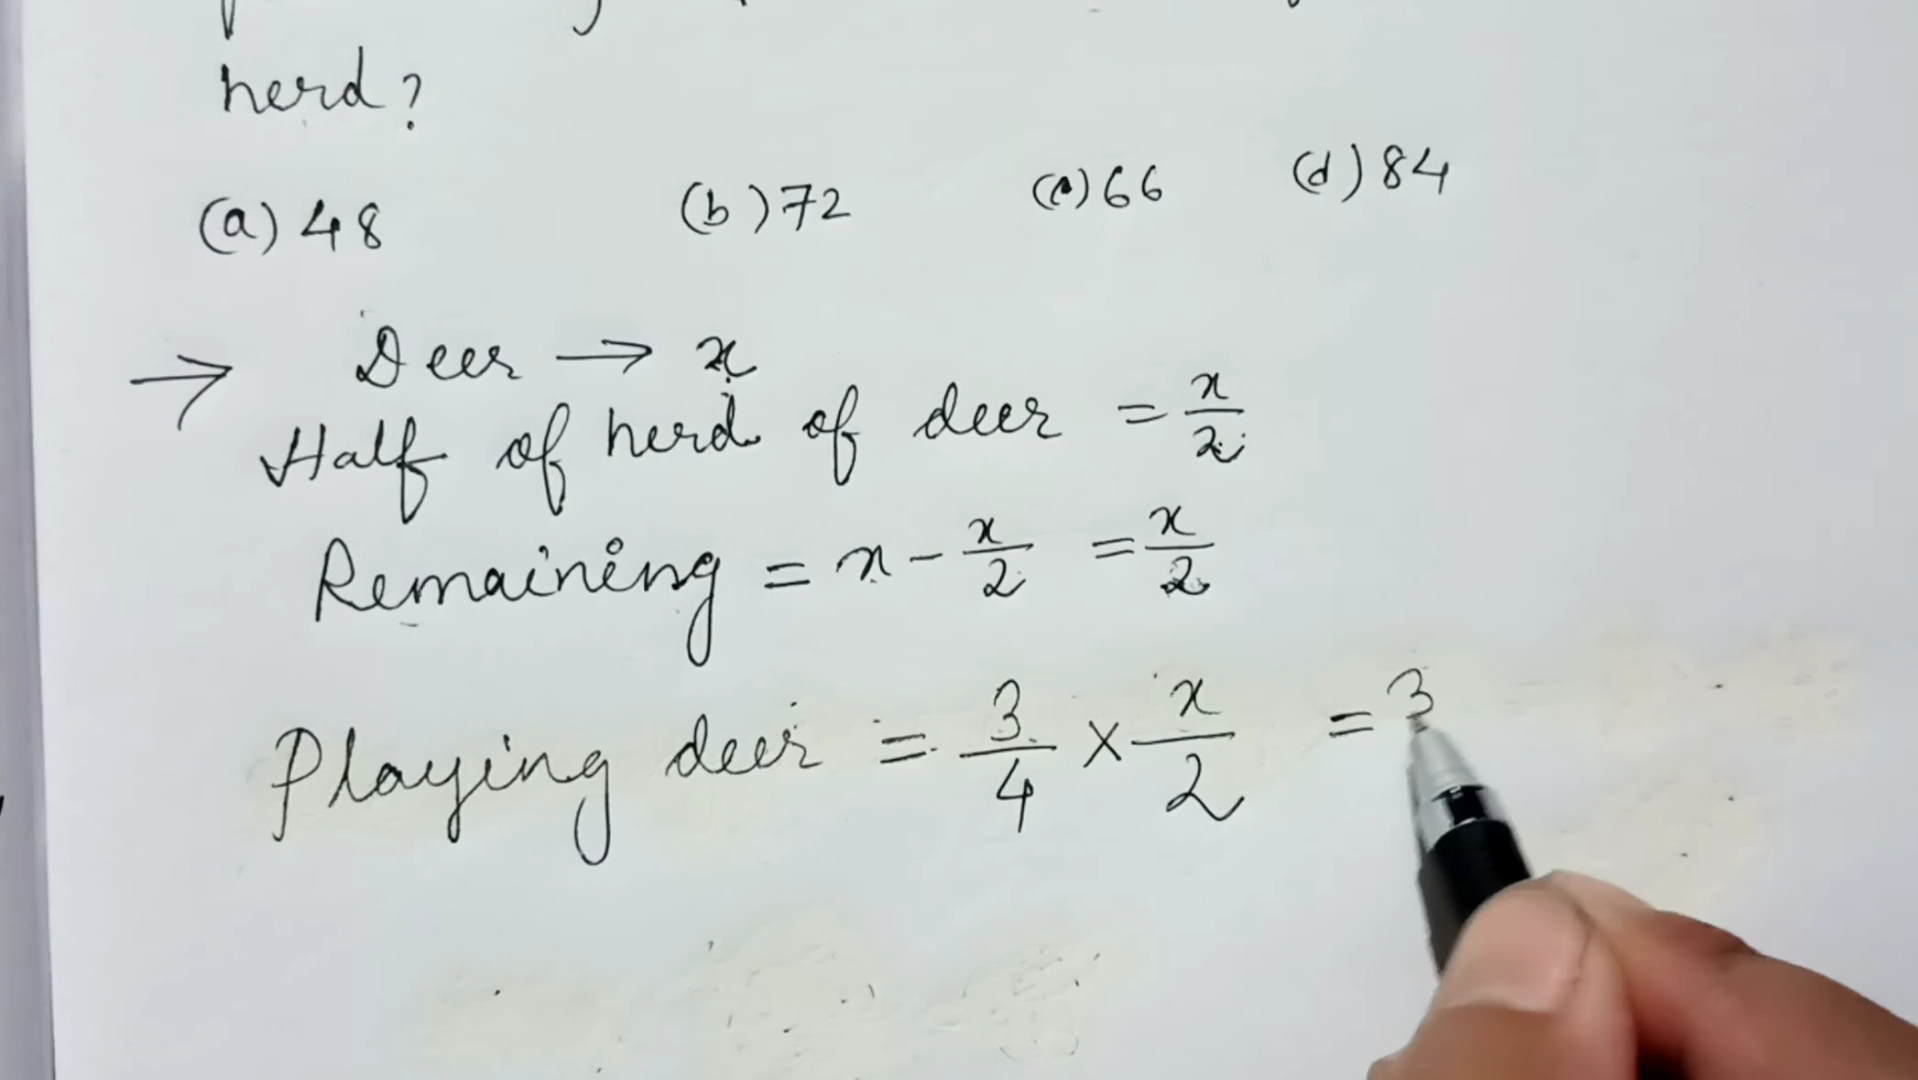 herd?
(a) 48 (b) 72 (c) 66 (d) 84
→ Deer → x
Half of herd of deer = x/2
Remaining = x - x/2 = x/2
Playing deer = 3/4 × x/2 = 3